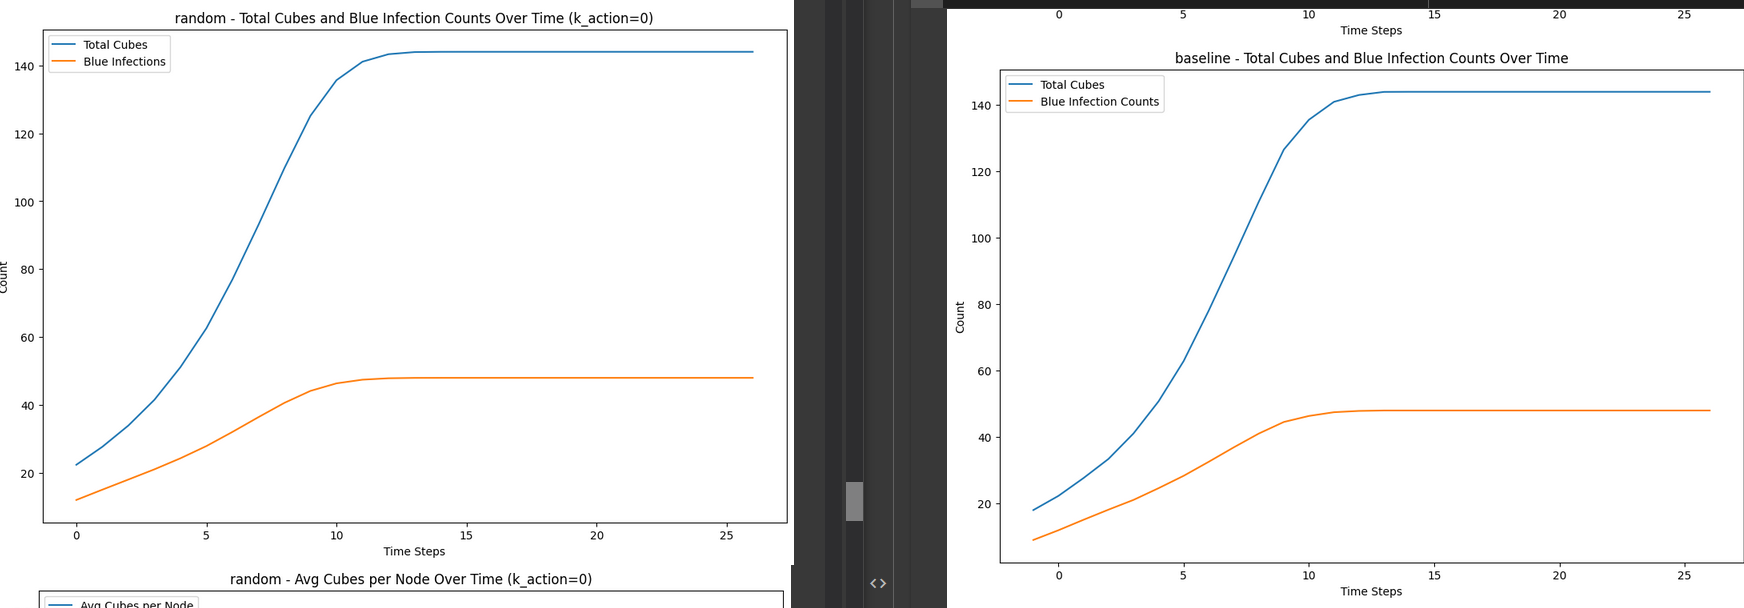 random - Total Cubes and Blue Infection Counts Over Time (k_action=0)
Total Cubes
Blue Infections
140
120
100
80
60
40
20
Count
0 5 10 15 20 25
Time Steps
random - Avg Cubes per Node Over Time (k_action=0)
Avg Cubes per Node
<>
0 5 10 15 20 25
Time Steps
baseline - Total Cubes and Blue Infection Counts Over Time
Total Cubes
Blue Infection Counts
140
120
100
80
60
40
20
Count
0 5 10 15 20 25
Time Steps